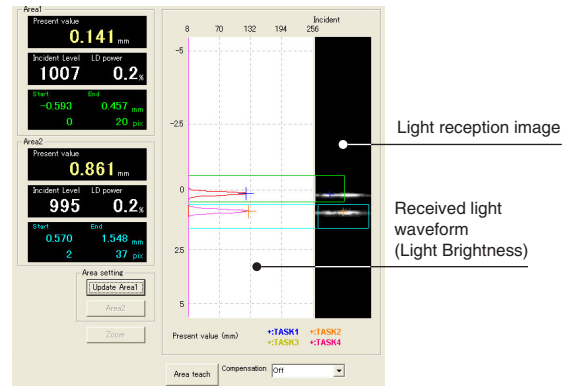 Area1
Present value
0.141 mm
Incident Level LD power
1007 0.2%
Start End
-0.593 0.457 mm
0 20 pix
Area2
Present value
0.861 mm
Incident Level LD power
995 0.2%
Start End
0.570 1.548 mm
2 37 pix
Area setting
Update Area1
Area2
Zoom
Incident
8 70 132 194 256
-5
-2.5
0
2.5
5
Present value (mm)
+:TASK1 +:TASK2
+:TASK3 +:TASK4
Area teach Compensation Off
Light reception image
Received light
waveform
(Light Brightness)